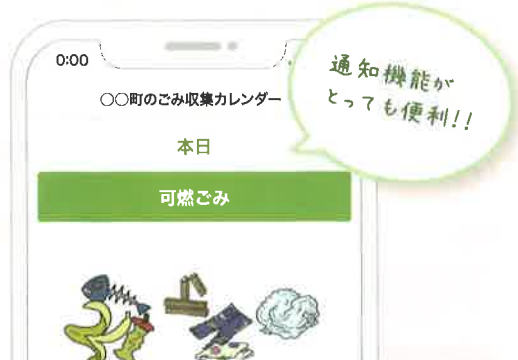 0:00
通知機能が
とっても便利!!
○○町のごみ収集カレンダー
本日
可燃ごみ